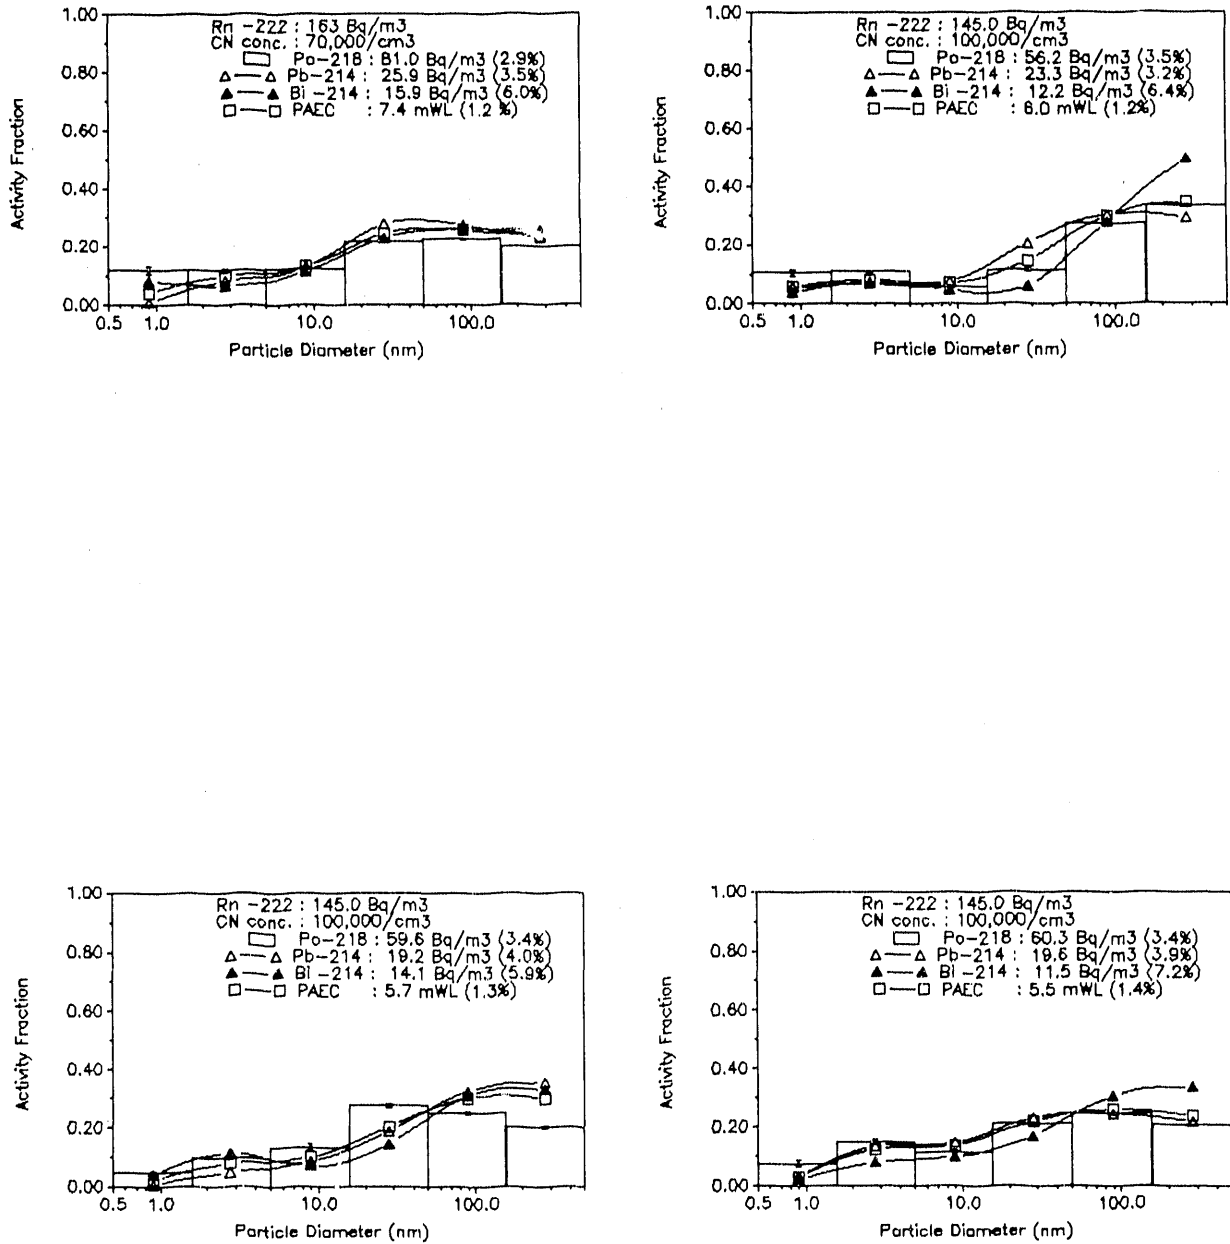 1.00
0.80
0.60
0.40
0.20
0.00
Activity Fraction
Rn -222 : 163 Bq/m3
CN conc. : 70,000/cm3
Po-218 : 81.0 Bq/m3 (2.9%)
Pb-214 : 25.9 Bq/m3 (3.5%)
Bi -214 : 15.9 Bq/m3 (6.0%)
PAEC : 7.4 mWL (1.2 %)
0.5 1.0 10.0 100.0
Particle Diameter (nm)
1.00
0.80
0.60
0.40
0.20
0.00
Activity Fraction
Rn -222 : 145.0 Bq/m3
CN conc. : 100,000/cm3
Po-218 : 56.2 Bq/m3 (3.5%)
Pb-214 : 23.3 Bq/m3 (3.2%)
Bi -214 : 12.2 Bq/m3 (6.4%)
PAEC : 6.0 mWL (1.2%)
0.5 1.0 10.0 100.0
Particle Diameter (nm)
1.00
0.80
0.60
0.40
0.20
0.00
Activity Fraction
Rn -222 : 145.0 Bq/m3
CN conc. : 100,000/cm3
Po-218 : 59.6 Bq/m3 (3.4%)
Pb-214 : 19.2 Bq/m3 (4.0%)
Bi -214 : 14.1 Bq/m3 (5.9%)
PAEC : 5.7 mWL (1.3%)
0.5 1.0 10.0 100.0
Particle Diameter (nm)
1.00
0.80
0.60
0.40
0.20
0.00
Activity Fraction
Rn -222 : 145.0 Bq/m3
CN conc. : 100,000/cm3
Po-218 : 60.3 Bq/m3 (3.4%)
Pb-214 : 19.6 Bq/m3 (3.9%)
Bi -214 : 11.5 Bq/m3 (7.2%)
PAEC : 5.5 mWL (1.4%)
0.5 1.0 10.0 100.0
Particle Diameter (nm)